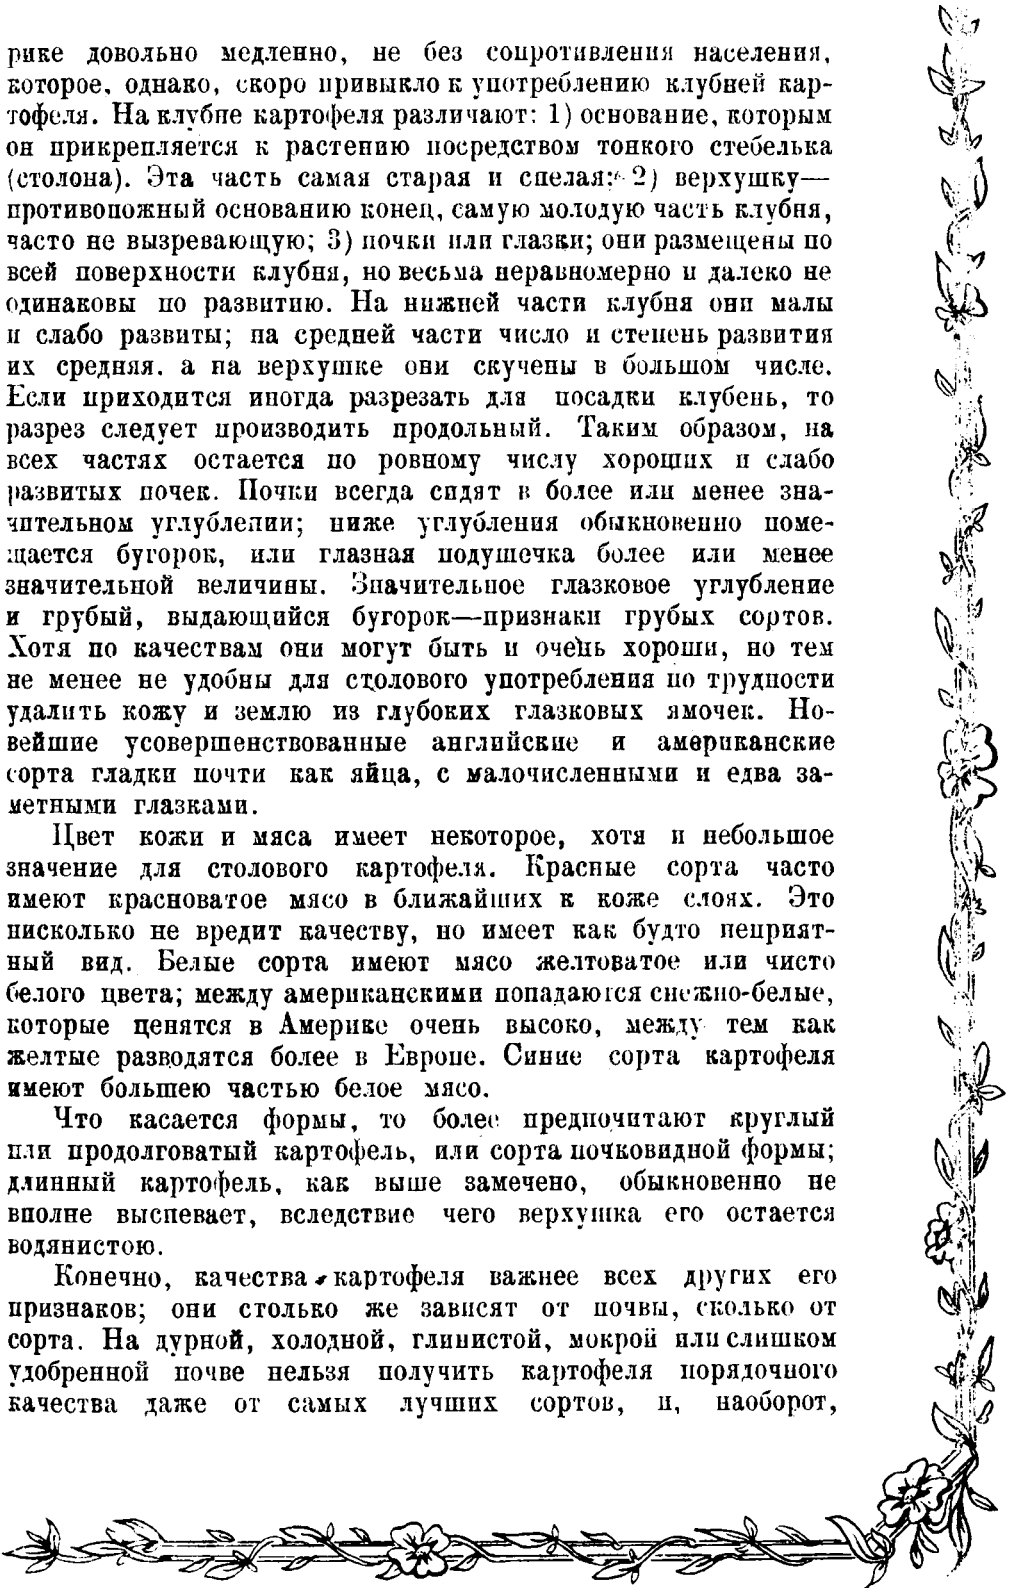 рике довольно медленно, не без сопротивления населения,
которое, однако, скоро привыкло к употреблению клубней кар-
тофеля. На клубне картофеля различают: 1) основание, которым
он прикрепляется к растению посредством тонкого стебелька
(столона). Эта часть самая старая и спелая; 2) верхушку—
противопожный основанию конец, самую молодую часть клубня,
часто не вызревающую; 3) почки или глазки; они размещены по
всей поверхности клубня, но весьма неравномерно и далеко не
одинаковы по развитию. На нижней части клубня они малы
и слабо развиты; на средней части число и степень развития
их средняя. а на верхушке они скучены в большом числе.
Если приходится иногда разрезать для посадки клубень, то
разрез следует производить продольный. Таким образом, на
всех частях остается по ровному числу хороших и слабо
развитых почек. Почки всегда сидят в более или менее зна-
чительном углублении; ниже углубления обыкновенно поме-
щается бугорок, или глазная подушечка более или менее
значительной величины. Значительное глазковое углубление
и грубый, выдающийся бугорок—признаки грубых сортов.
Хотя по качествам они могут быть и очень хороши, но тем
не менее не удобны для столового употребления по трудности
удалить кожу и землю из глубоких глазковых ямочек. Но-
вейшие усовершенствованные английские и американские
сорта гладки почти как яйца, с малочисленными и едва за-
метными глазками.
Цвет кожи и мяса имеет некоторое, хотя и небольшое
значение для столового картофеля. Красные сорта часто
имеют красноватое мясо в ближайших к коже слоях. Это
нисколько не вредит качеству, но имеет как будто неприят-
ный вид. Белые сорта имеют мясо желтоватое или чисто
белого цвета; между американскими попадаются снежно-белые,
которые ценятся в Америке очень высоко, между тем как
желтые разводятся более в Европе. Синие сорта картофеля
имеют большею частью белое мясо.
Что касается формы, то более предпочитают круглый
или продолговатый картофель, или сорта почковидной формы;
длинный картофель, как выше замечено, обыкновенно не
вполне выспевает, вследствие чего верхушка его остается
водянистою.
Конечно, качества картофеля важнее всех других его
признаков; они столько же зависят от почвы, сколько от
сорта. На дурной, холодной, глинистой, мокрой или слишком
удобренной почве нельзя получить картофеля порядочного
качества даже от самых лучших сортов, и, наоборот,